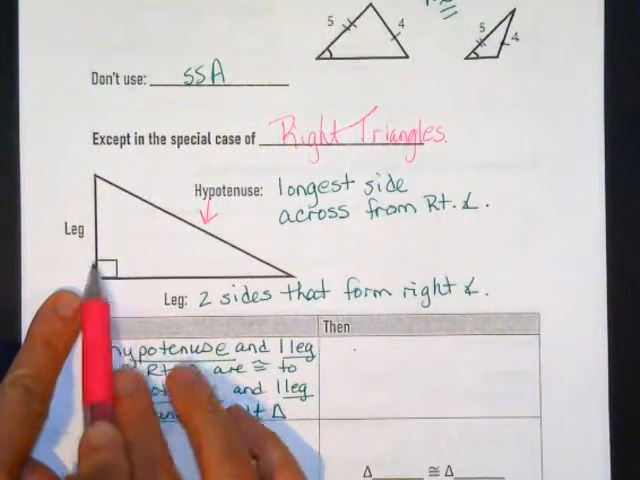 5 4 5 4
≅
Don't use: SSA
Except in the special case of Right Triangles.
Hypotenuse: longest side
across from Rt. ∡.
Leg
Leg: 2 sides that form right ∡.
Then
hypotenuse and 1 leg
Rt are ≅ to
and 1 leg
Δ
Δ ≅ Δ